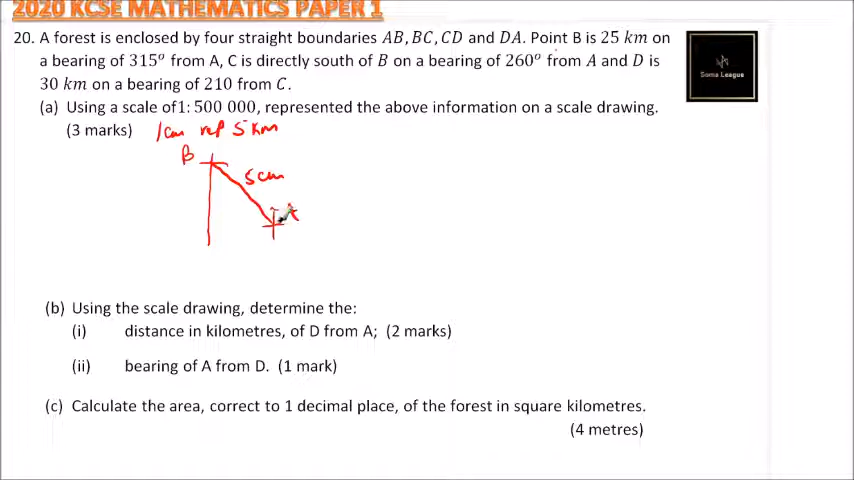 2020 KCSE MATHEMATICS PAPER 1
20. A forest is enclosed by four straight boundaries AB, BC, CD and DA. Point B is 25 km on
a bearing of 315° from A, C is directly south of B on a bearing of 260° from A and D is
30 km on a bearing of 210 from C.
Soma League
(a) Using a scale of1: 500 000, represented the above information on a scale drawing.
(3 marks) 1cm rep 5 km
B
5cm
A
(b) Using the scale drawing, determine the:
(i) distance in kilometres, of D from A; (2 marks)
(ii) bearing of A from D. (1 mark)
(c) Calculate the area, correct to 1 decimal place, of the forest in square kilometres.
(4 metres)